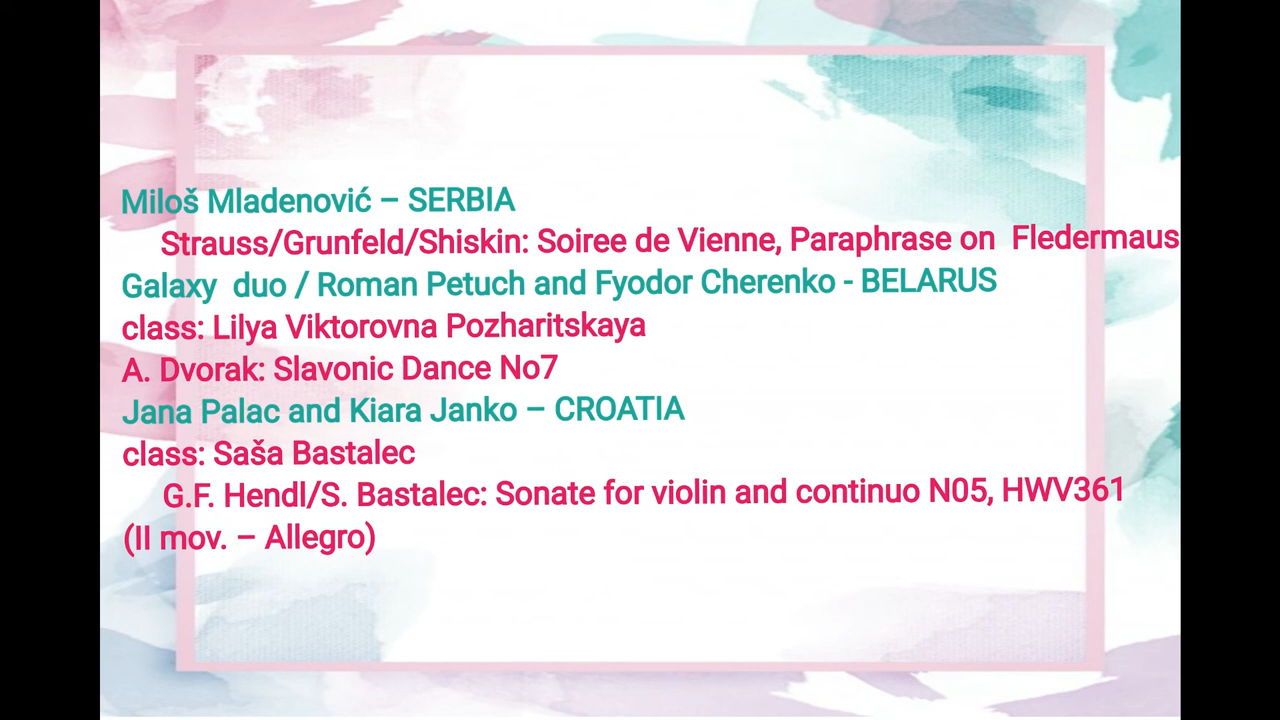 Miloš Mladenović – SERBIA
Strauss/Grunfeld/Shiskin: Soiree de Vienne, Paraphrase on Fledermaus
Galaxy duo / Roman Petuch and Fyodor Cherenko - BELARUS
class: Lilya Viktorovna Pozharitskaya
A. Dvorak: Slavonic Dance No7
Jana Palac and Kiara Janko – CROATIA
class: Saša Bastalec
G.F. Hendl/S. Bastalec: Sonate for violin and continuo N05, HWV361
(II mov. – Allegro)